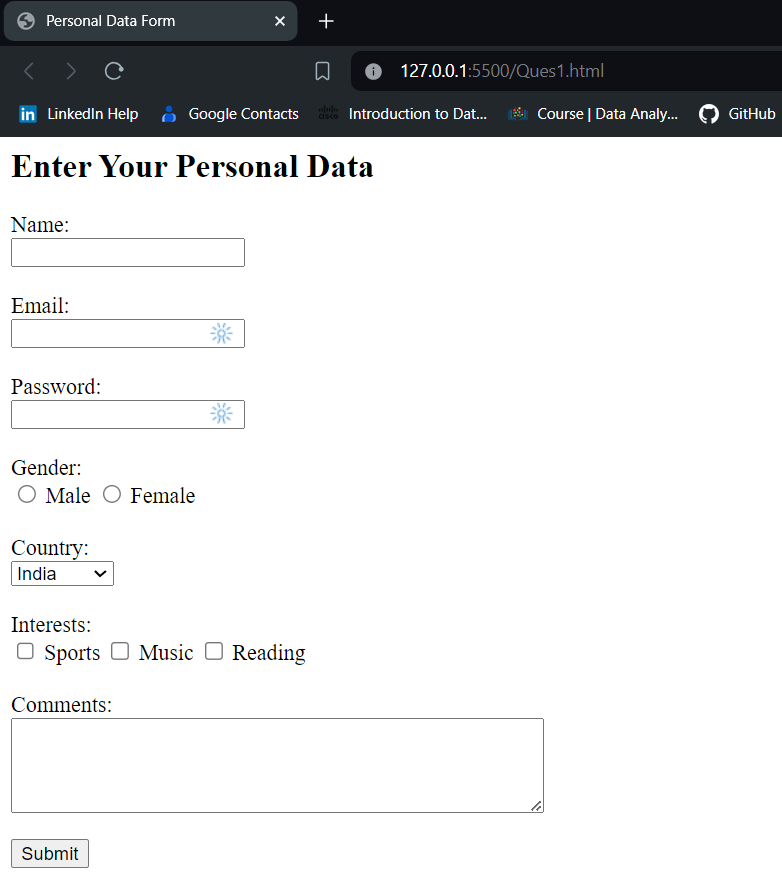 Personal Data Form
127.0.0.1:5500/Ques1.html
LinkedIn Help Google Contacts Introduction to Dat... Course | Data Analy... GitHub
Enter Your Personal Data
Name:
Email:
Password:
Gender:
Male Female
Country:
India
Interests:
Sports Music Reading
Comments:
Submit